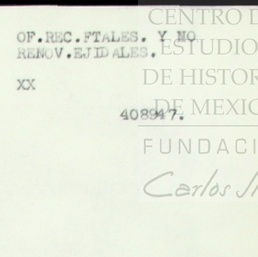 CENTRO D
ESTUDIO
DE HISTOR
DE MEXIC
FUNDACI
Carlos
OF.REC.FTALES. Y NO
RENOV.EJIDALES.
XX
408947.